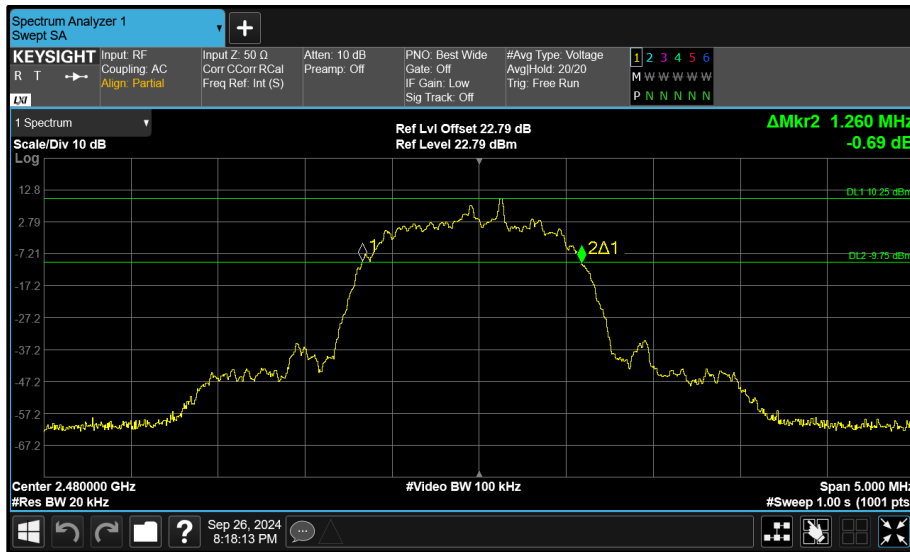 Spectrum Analyzer 1
Swept SA
+
KEYSIGHT
R T
LXI
Input: RF
Coupling: AC
Align: Partial
Input Z: 50 Ω
Corr CCorr RCal
Freq Ref: Int (S)
Atten: 10 dB
Preamp: Off
PNO: Best Wide
Gate: Off
IF Gain: Low
Sig Track: Off
#Avg Type: Voltage
Avg|Hold: 20/20
Trig: Free Run
1 2 3 4 5 6
M W W W W W
P N N N N N
1 Spectrum
Scale/Div 10 dB
Log
Ref Lvl Offset 22.79 dB
Ref Level 22.79 dBm
ΔMkr2 1.260 MHz
-0.69 dB
12.8
DL1 10.25 dBm
2.79
-7.21
1
2Δ1
DL2 -9.75 dBm
-17.2
-27.2
-37.2
-47.2
-57.2
-67.2
Center 2.480000 GHz
#Video BW 100 kHz
Span 5.000 MHz
#Res BW 20 kHz
#Sweep 1.00 s (1001 pts
?
Sep 26, 2024
8:18:13 PM